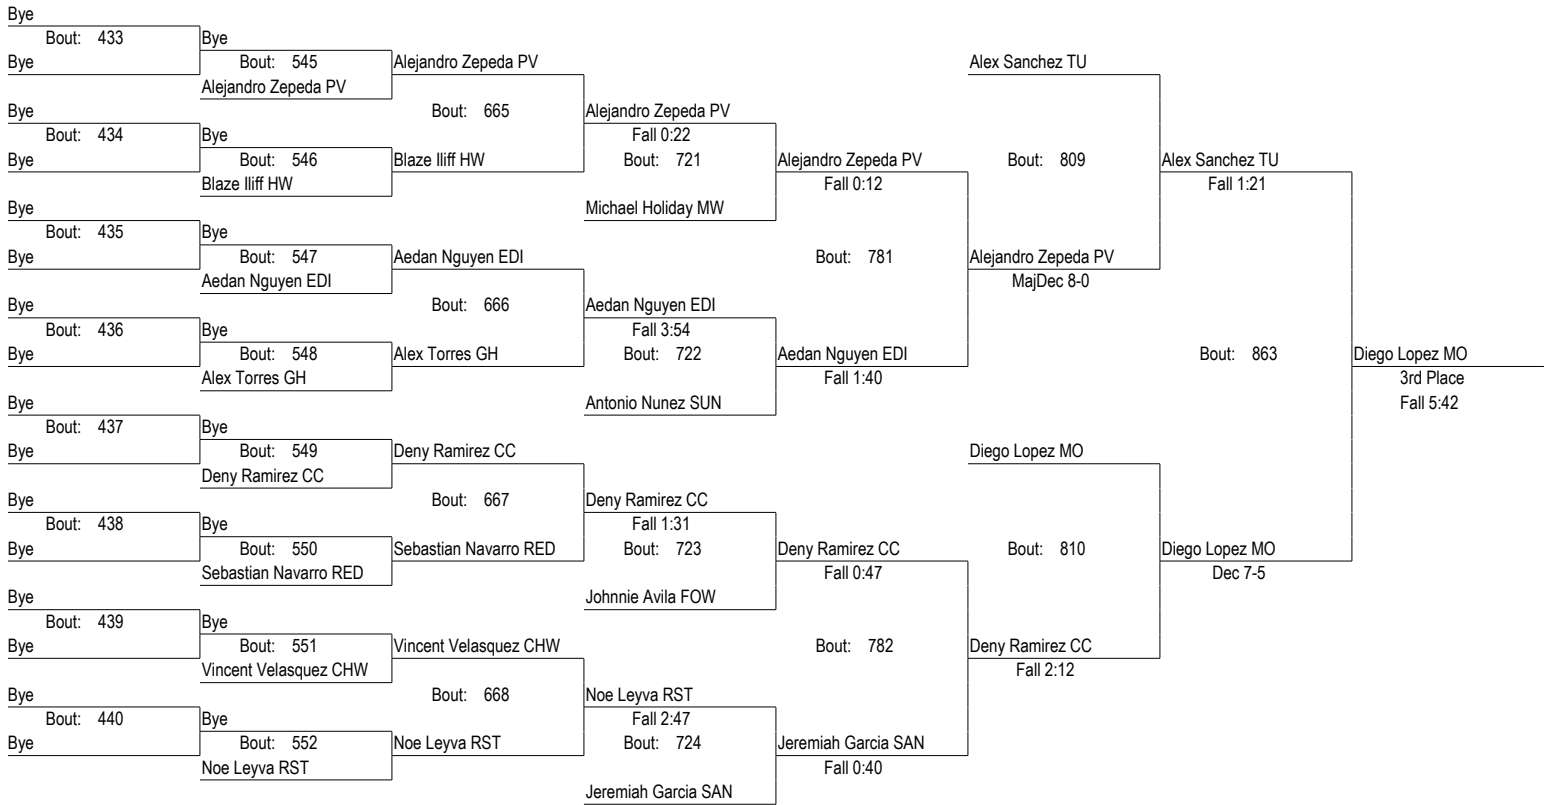 Bye
Bout: 433 Bye
Bye Bout: 545 Alejandro Zepeda PV Alex Sanchez TU
Alejandro Zepeda PV
Bye Bout: 665 Alejandro Zepeda PV
Bout: 434 Bye Fall 0:22
Bye Bout: 546 Blaze Iliff HW Bout: 721 Alejandro Zepeda PV Bout: 809 Alex Sanchez TU
Blaze Iliff HW Fall 0:12 Fall 1:21
Bye Michael Holiday MW
Bout: 435 Bye
Bye Bout: 547 Aedan Nguyen EDI Bout: 781 Alejandro Zepeda PV
Aedan Nguyen EDI MajDec 8-0
Bye Bout: 666 Aedan Nguyen EDI
Bout: 436 Bye Fall 3:54
Bye Bout: 548 Alex Torres GH Bout: 722 Aedan Nguyen EDI Bout: 863 Diego Lopez MO
Alex Torres GH Fall 1:40 3rd Place
Bye Antonio Nunez SUN Fall 5:42
Bout: 437 Bye
Bye Bout: 549 Deny Ramirez CC Diego Lopez MO
Deny Ramirez CC
Bye Bout: 667 Deny Ramirez CC
Bout: 438 Bye Fall 1:31
Bye Bout: 550 Sebastian Navarro RED Bout: 723 Deny Ramirez CC Bout: 810 Diego Lopez MO
Sebastian Navarro RED Fall 0:47 Dec 7-5
Bye Johnnie Avila FOW
Bout: 439 Bye
Bye Bout: 551 Vincent Velasquez CHW Bout: 782 Deny Ramirez CC
Vincent Velasquez CHW Fall 2:12
Bye Bout: 668 Noe Leyva RST
Bout: 440 Bye Fall 2:47
Bye Bout: 552 Noe Leyva RST Bout: 724 Jeremiah Garcia SAN
Noe Leyva RST Fall 0:40
Jeremiah Garcia SAN